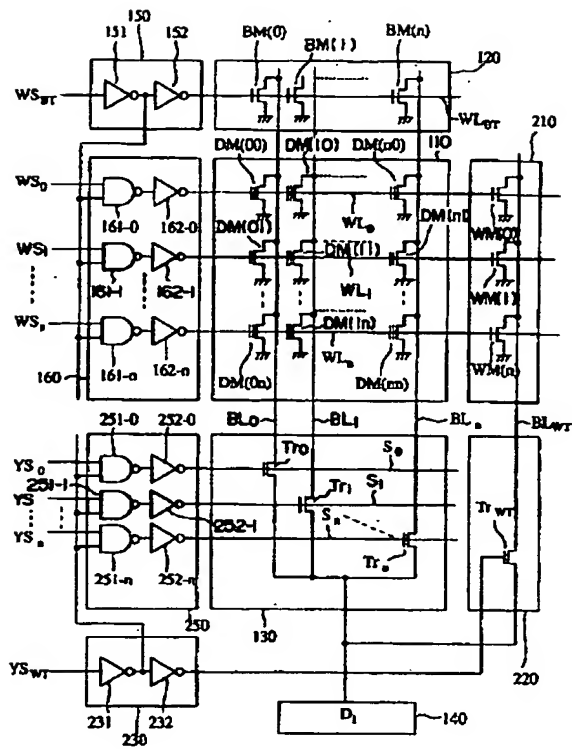 150
151
152
BM(0)
BM(1)
BM(n)
120
WS_BT
WL_BT
210
DM(00)
DM(10)
DM(n0)
110
WS_0
161-0
162-0
WL_0
DM(n1)
WM(0)
DM(01)
WS_1
DM(11)
161-1
162-1
WL_1
WM(1)
WS_n
DM(1n)
160
161-n
162-n
WL_n
WM(n)
DM(0n)
DM(nn)
251-0
252-0
BL_0
BL_1
BL_n
BL_WT
YS_0
Tr_0
S_0
251-1
YS
Tr_1
S_1
252-1
S_n
YS_n
Tr_WT
251-n
252-n
Tr_n
250
130
YS_WT
220
231
232
230
D_1
140